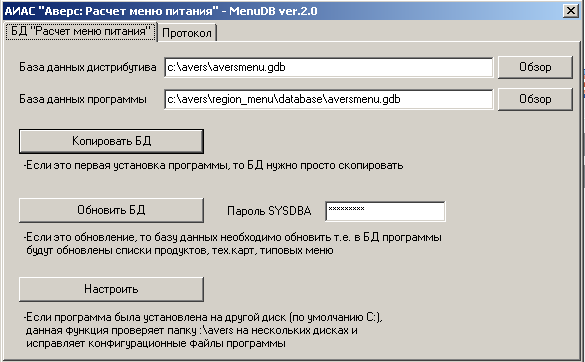 АИАС "Аверс: Расчет меню питания" - MenuDB ver.2.0
БД "Расчет меню питания" Протокол
База данных дистрибутива c:\avers\aversmenu.gdb Обзор
База данных программы c:\avers\region_menu\database\aversmenu.gdb Обзор
Копировать БД
-Если это первая установка программы, то БД нужно просто скопировать
Обновить БД Пароль SYSDBA *********
-Если это обновление, то базу данных необходимо обновить т.е. в БД программы
будут обновлены списки продуктов, тех.карт, типовых меню
Настроить
-Если программа была установлена на другой диск (по умолчанию C:),
данная функция проверяет папку :\avers на нескольких дисках и
исправляет конфигурационные файлы программы